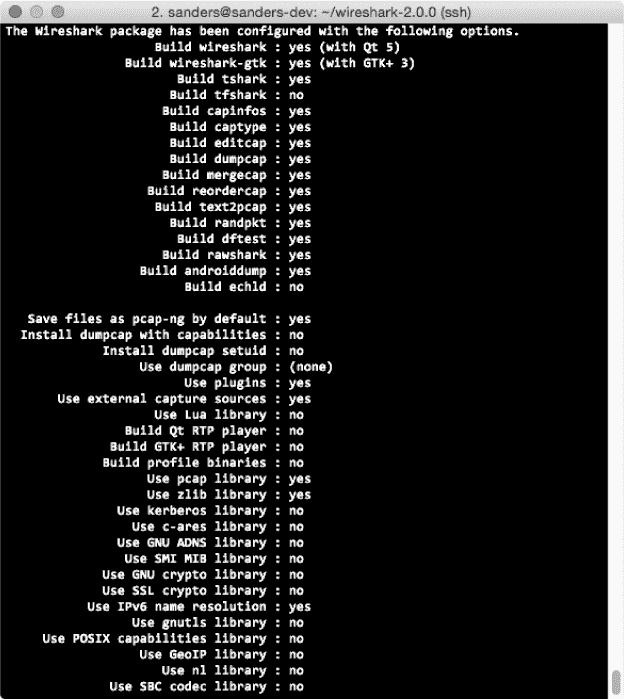 2. sanders@sanders-dev: ~/wireshark-2.0.0 (ssh)
The Wireshark package has been configured with the following options.
Build wireshark : yes (with Qt 5)
Build wireshark-gtk : yes (with GTK+ 3)
Build tshark : yes
Build tfshark : no
Build capinfos : yes
Build captype : yes
Build editcap : yes
Build dumpcap : yes
Build mergecap : yes
Build reordercap : yes
Build text2pcap : yes
Build randpkt : yes
Build dftest : yes
Build rawshark : yes
Build androiddump : yes
Build echld : no
Save files as pcap-ng by default : yes
Install dumpcap with capabilities : no
Install dumpcap setuid : no
Use dumpcap group : (none)
Use plugins : yes
Use external capture sources : yes
Use Lua library : no
Build Qt RTP player : no
Build GTK+ RTP player : no
Build profile binaries : no
Use pcap library : yes
Use zlib library : yes
Use kerberos library : no
Use c-ares library : no
Use GNU ADNS library : no
Use SMI MIB library : no
Use GNU crypto library : no
Use SSL crypto library : no
Use IPv6 name resolution : yes
Use gnutls library : no
Use POSIX capabilities library : no
Use GeoIP library : no
Use nl library : no
Use SBC codec library : no